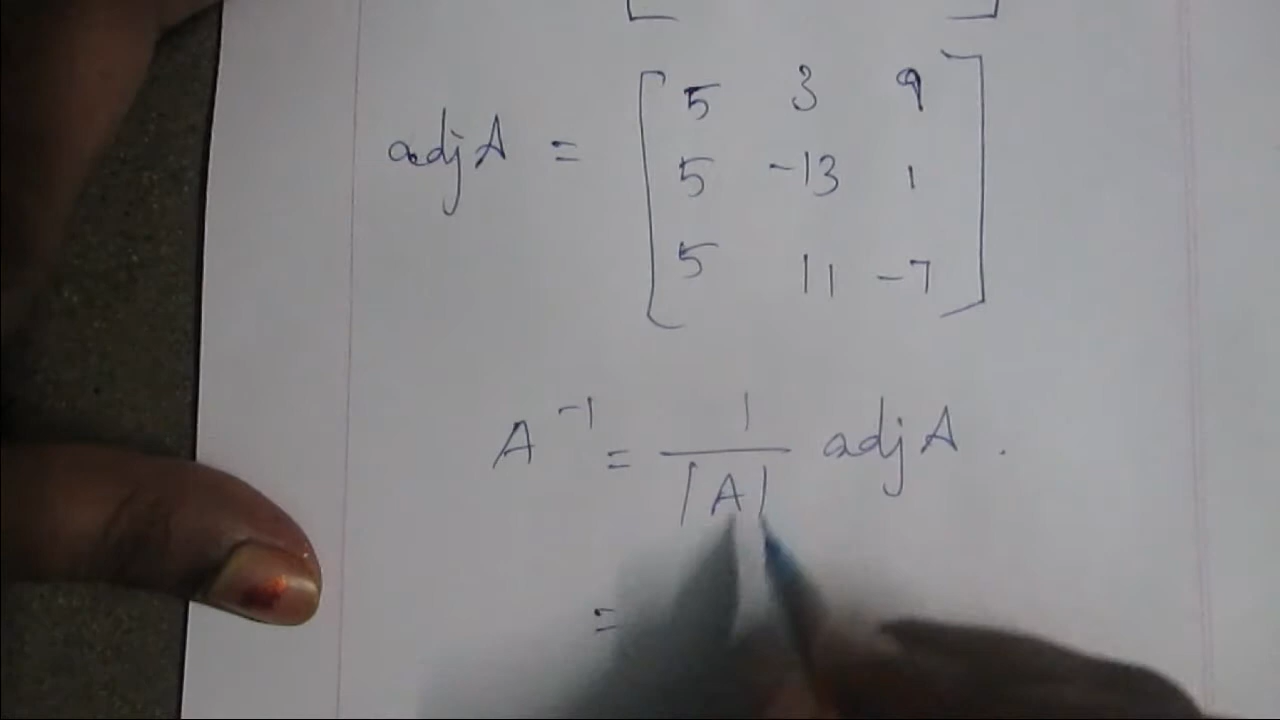 adj A = [ 5 3 9
5 -13 1
5 11 -7 ]
A⁻¹ = 1 / |A| adj A .
=